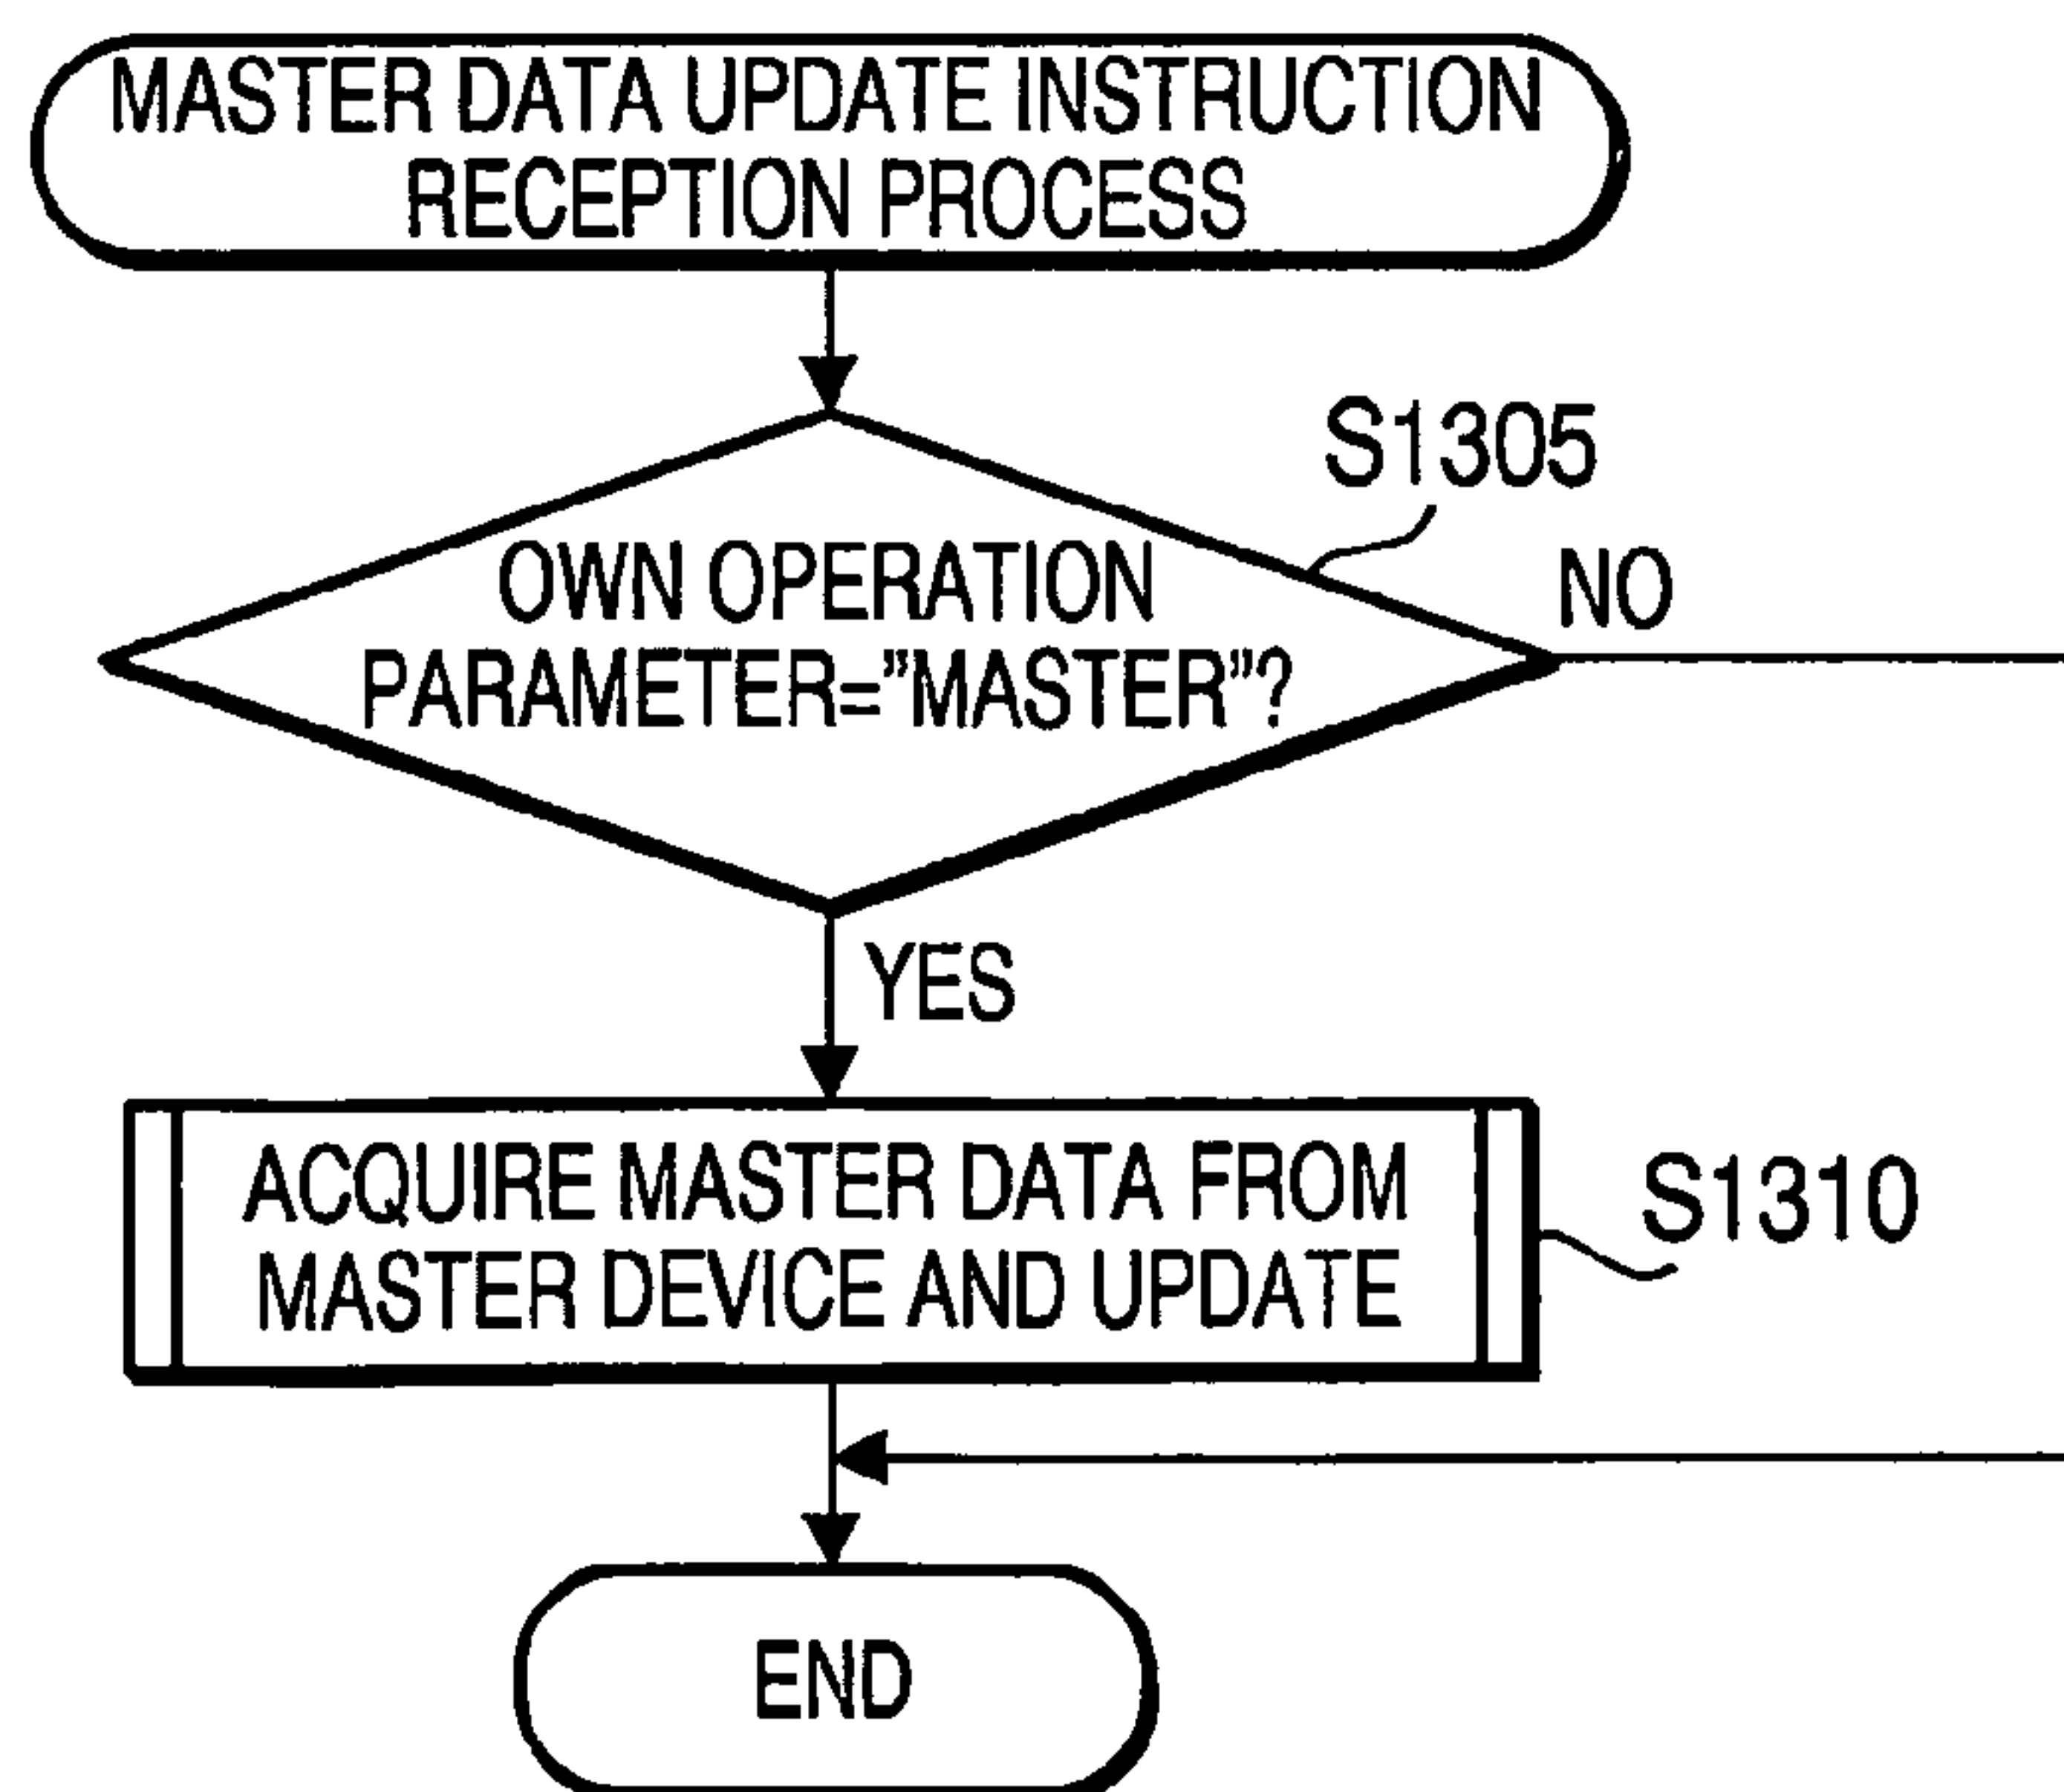 MASTER DATA UPDATE INSTRUCTION
RECEPTION PROCESS
S1305
OWN OPERATION
PARAMETER=”MASTER”?
NO
YES
ACQUIRE MASTER DATA FROM
MASTER DEVICE AND UPDATE
S1310
END